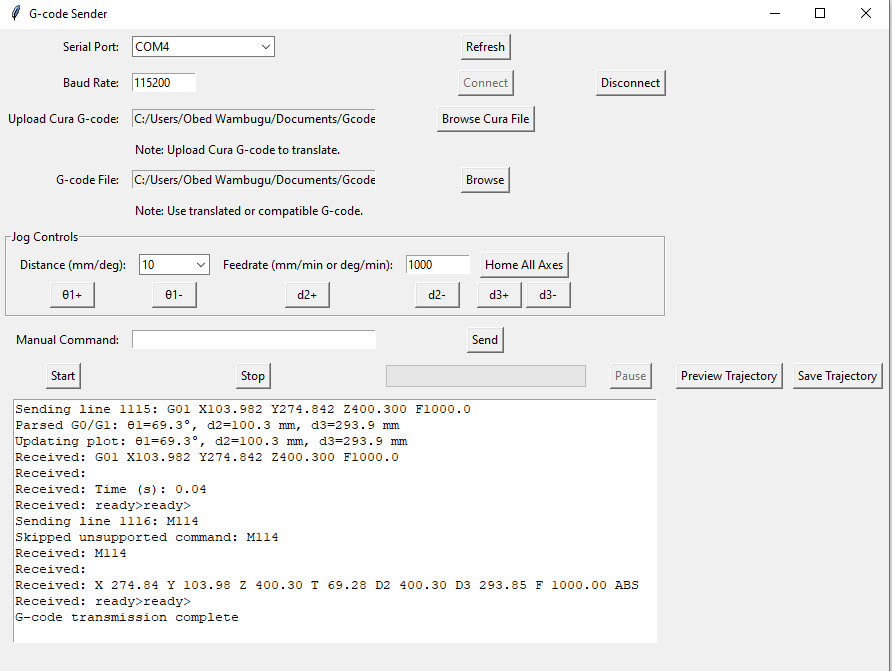 G-code Sender
Serial Port: COM4 Refresh
Baud Rate: 115200 Connect Disconnect
Upload Cura G-code: C:/Users/Obed Wambugu/Documents/Gcode Browse Cura File
Note: Upload Cura G-code to translate.
G-code File: C:/Users/Obed Wambugu/Documents/Gcode Browse
Note: Use translated or compatible G-code.
Jog Controls
Distance (mm/deg): 10 Feedrate (mm/min or deg/min): 1000 Home All Axes
θ1+ θ1- d2+ d2- d3+ d3-
Manual Command: Send
Start Stop Pause Preview Trajectory Save Trajectory
Sending line 1115: G01 X103.982 Y274.842 Z400.300 F1000.0
Parsed G0/G1: θ1=69.3°, d2=100.3 mm, d3=293.9 mm
Updating plot: θ1=69.3°, d2=100.3 mm, d3=293.9 mm
Received: G01 X103.982 Y274.842 Z400.300 F1000.0
Received:
Received: Time (s): 0.04
Received: ready>ready>
Sending line 1116: M114
Skipped unsupported command: M114
Received: M114
Received:
Received: X 274.84 Y 103.98 Z 400.30 T 69.28 D2 400.30 D3 293.85 F 1000.00 ABS
Received: ready>ready>
G-code transmission complete